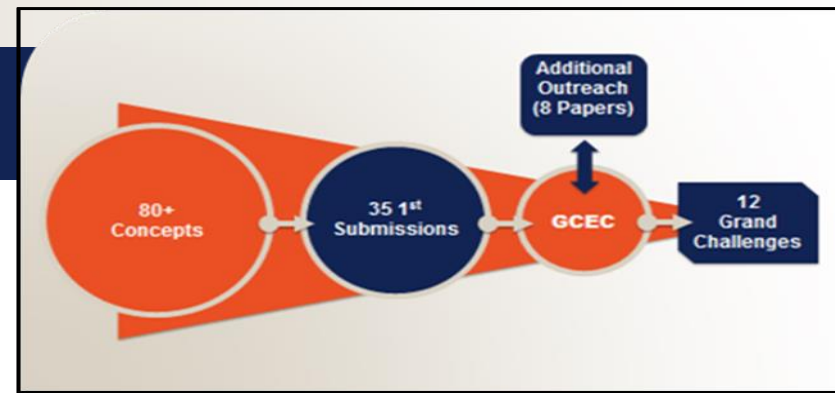 Additional
Outreach
(8 Papers)
80+
Concepts
35 1st
Submissions
GCEC
12
Grand
Challenges